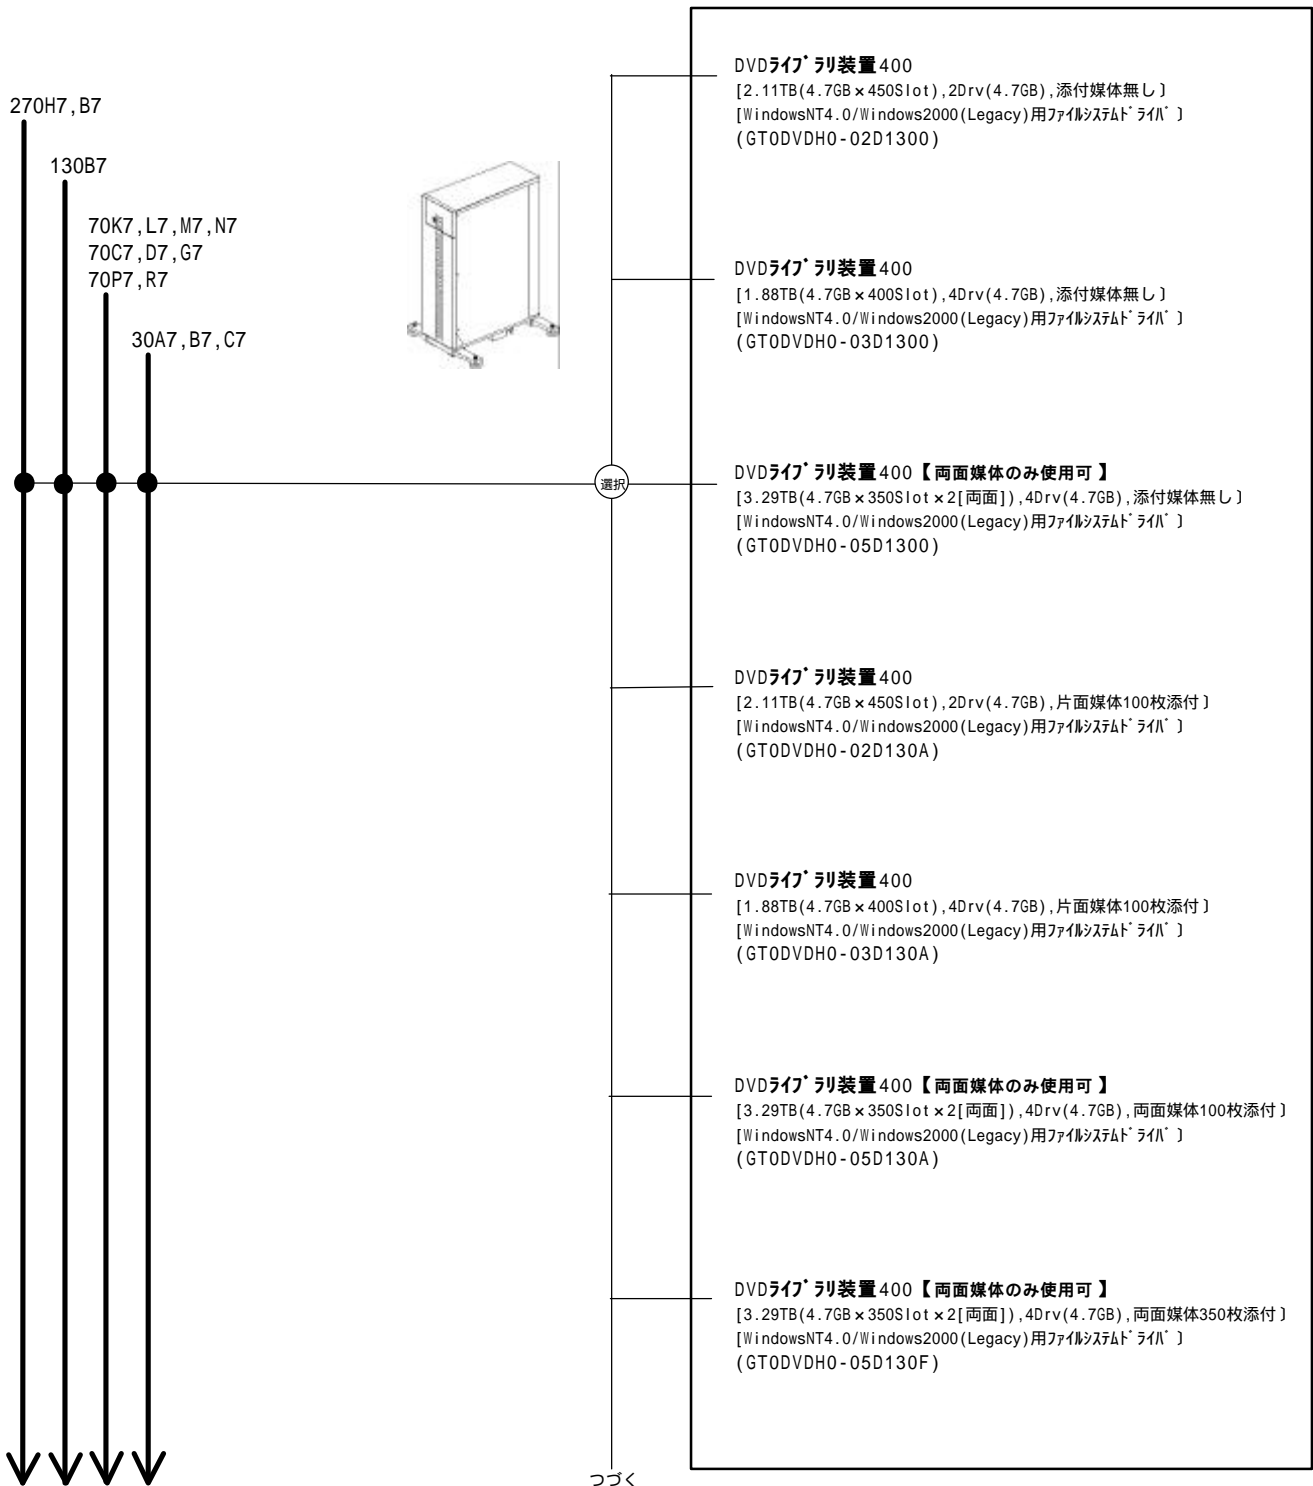 270H7,B7
130B7
70K7,L7,M7,N7
70C7,D7,G7
70P7,R7
30A7,B7,C7
選択
DVDﾗｲﾌﾞﾗﾘ装置400
[2.11TB(4.7GB×450Slot),2Drv(4.7GB),添付媒体無し〕
[WindowsNT4.0/Windows2000(Legacy)用ﾌｧｲﾙｼｽﾃﾑﾄﾞﾗｲﾊﾞ〕
(GT0DVDH0-02D1300)
DVDﾗｲﾌﾞﾗﾘ装置400
[1.88TB(4.7GB×400Slot),4Drv(4.7GB),添付媒体無し〕
[WindowsNT4.0/Windows2000(Legacy)用ﾌｧｲﾙｼｽﾃﾑﾄﾞﾗｲﾊﾞ〕
(GT0DVDH0-03D1300)
DVDﾗｲﾌﾞﾗﾘ装置400【両面媒体のみ使用可】
[3.29TB(4.7GB×350Slot×2[両面]),4Drv(4.7GB),添付媒体無し〕
[WindowsNT4.0/Windows2000(Legacy)用ﾌｧｲﾙｼｽﾃﾑﾄﾞﾗｲﾊﾞ〕
(GT0DVDH0-05D1300)
DVDﾗｲﾌﾞﾗﾘ装置400
[2.11TB(4.7GB×450Slot),2Drv(4.7GB),片面媒体100枚添付〕
[WindowsNT4.0/Windows2000(Legacy)用ﾌｧｲﾙｼｽﾃﾑﾄﾞﾗｲﾊﾞ〕
(GT0DVDH0-02D130A)
DVDﾗｲﾌﾞﾗﾘ装置400
[1.88TB(4.7GB×400Slot),4Drv(4.7GB),片面媒体100枚添付〕
[WindowsNT4.0/Windows2000(Legacy)用ﾌｧｲﾙｼｽﾃﾑﾄﾞﾗｲﾊﾞ〕
(GT0DVDH0-03D130A)
DVDﾗｲﾌﾞﾗﾘ装置400【両面媒体のみ使用可】
[3.29TB(4.7GB×350Slot×2[両面]),4Drv(4.7GB),両面媒体100枚添付〕
[WindowsNT4.0/Windows2000(Legacy)用ﾌｧｲﾙｼｽﾃﾑﾄﾞﾗｲﾊﾞ〕
(GT0DVDH0-05D130A)
DVDﾗｲﾌﾞﾗﾘ装置400【両面媒体のみ使用可】
[3.29TB(4.7GB×350Slot×2[両面]),4Drv(4.7GB),両面媒体350枚添付〕
[WindowsNT4.0/Windows2000(Legacy)用ﾌｧｲﾙｼｽﾃﾑﾄﾞﾗｲﾊﾞ〕
(GT0DVDH0-05D130F)
つづく